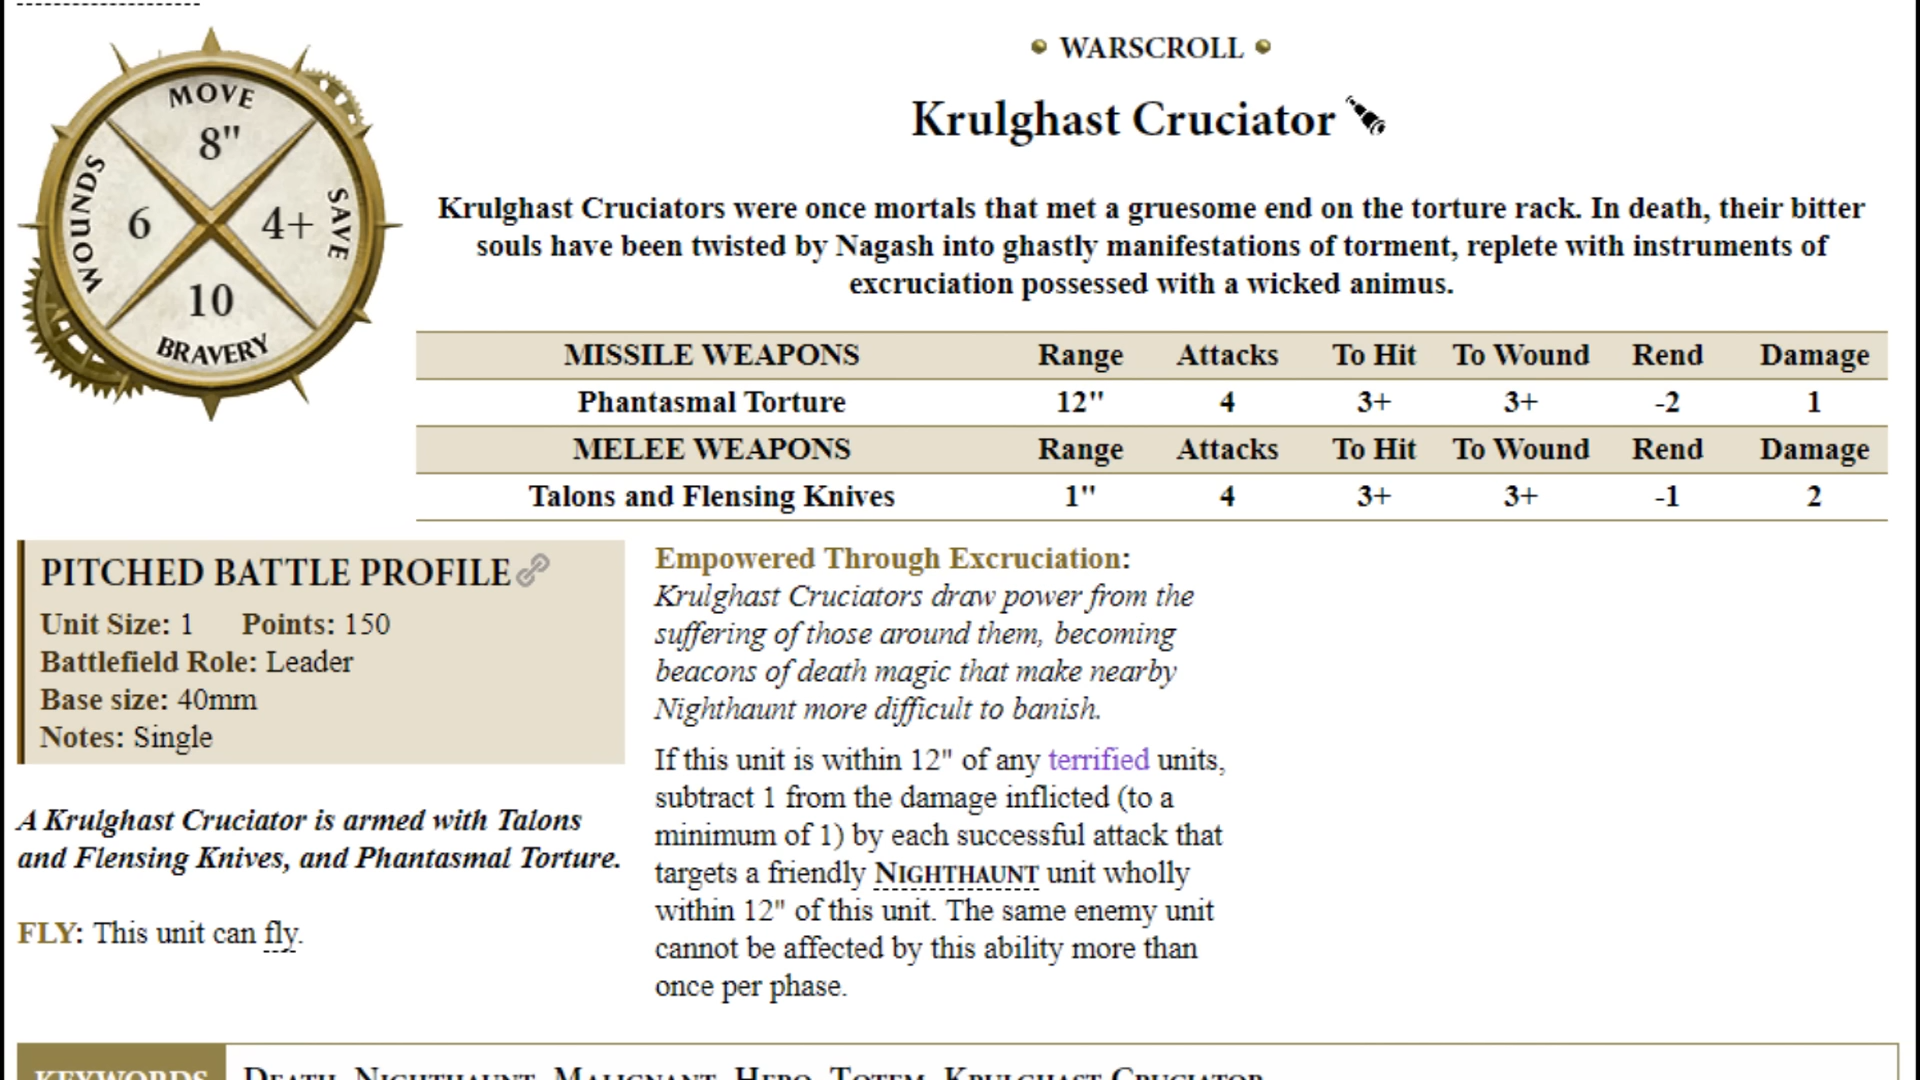 MOVE
8"
WOUNDS
6
4+
SAVE
10
BRAVERY
WARSCROLL
Krulghast Cruciator
Krulghast Cruciators were once mortals that met a gruesome end on the torture rack. In death, their bitter
souls have been twisted by Nagash into ghastly manifestations of torment, replete with instruments of
excruciation possessed with a wicked animus.
MISSILE WEAPONS Range Attacks To Hit To Wound Rend Damage
Phantasmal Torture 12" 4 3+ 3+ -2 1
MELEE WEAPONS Range Attacks To Hit To Wound Rend Damage
Talons and Flensing Knives 1" 4 3+ 3+ -1 2
PITCHED BATTLE PROFILE
Unit Size: 1 Points: 150
Battlefield Role: Leader
Base size: 40mm
Notes: Single
A Krulghast Cruciator is armed with Talons
and Flensing Knives, and Phantasmal Torture.
FLY: This unit can fly.
Empowered Through Excruciation:
Krulghast Cruciators draw power from the
suffering of those around them, becoming
beacons of death magic that make nearby
Nighthaunt more difficult to banish.
If this unit is within 12" of any terrified units,
subtract 1 from the damage inflicted (to a
minimum of 1) by each successful attack that
targets a friendly NIGHTHAUNT unit wholly
within 12" of this unit. The same enemy unit
cannot be affected by this ability more than
once per phase.
KEYWORDS DEATH, NIGHTHAUNT, MALIGNANT, HERO, TOTEM, KRULGHAST CRUCIATOR